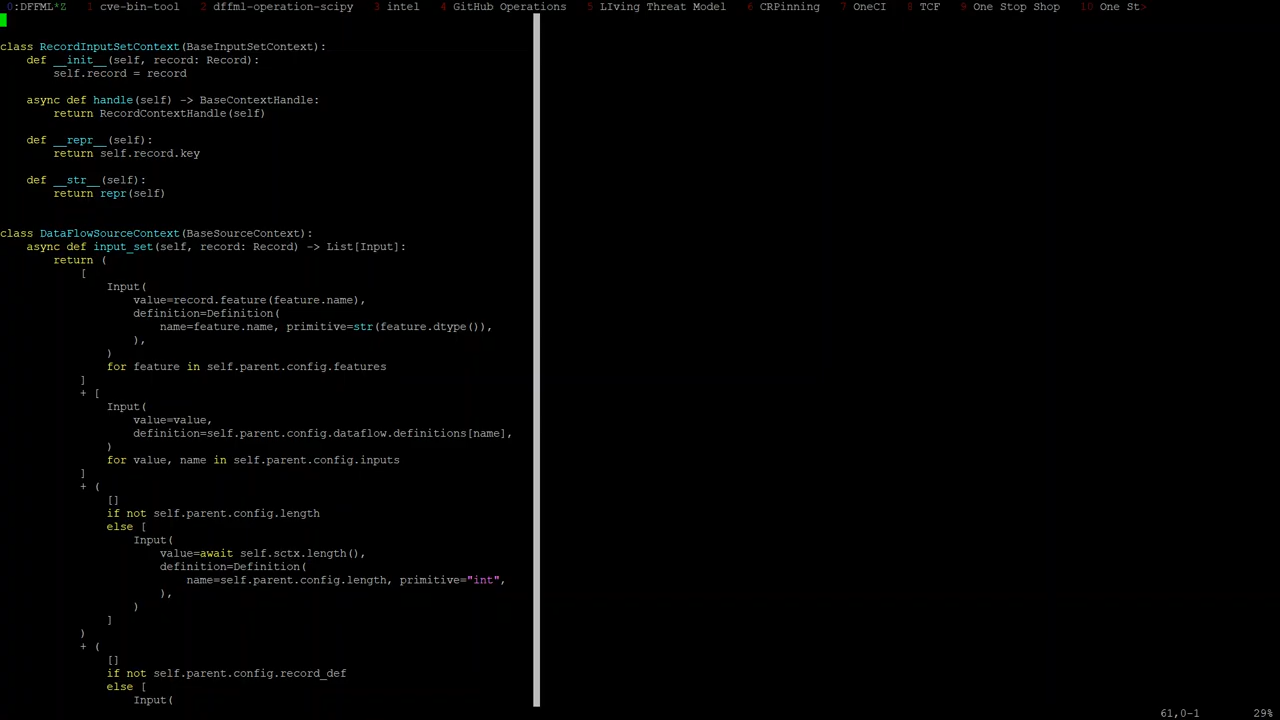 0:DFFML*Z  1 cve-bin-tool  2 dffml-operation-scipy  3 intel  4 GitHub Operations  5 LIving Threat Model  6 CRPinning  7 OneCI  8 TCF  9 One Stop Shop  10 One St>
class RecordInputSetContext(BaseInputSetContext):
    def __init__(self, record: Record):
        self.record = record
    async def handle(self) -> BaseContextHandle:
        return RecordContextHandle(self)
    def __repr__(self):
        return self.record.key
    def __str__(self):
        return repr(self)
class DataFlowSourceContext(BaseSourceContext):
    async def input_set(self, record: Record) -> List[Input]:
        return (
            [
                Input(
                    value=record.feature(feature.name),
                    definition=Definition(
                        name=feature.name, primitive=str(feature.dtype()),
                    ),
                )
                for feature in self.parent.config.features
            ]
            + [
                Input(
                    value=value,
                    definition=self.parent.config.dataflow.definitions[name],
                )
                for value, name in self.parent.config.inputs
            ]
            + (
                []
                if not self.parent.config.length
                else [
                    Input(
                        value=await self.sctx.length(),
                        definition=Definition(
                            name=self.parent.config.length, primitive="int",
                        ),
                    )
                ]
            )
            + (
                []
                if not self.parent.config.record_def
                else [
                    Input(
61,0-1  29%